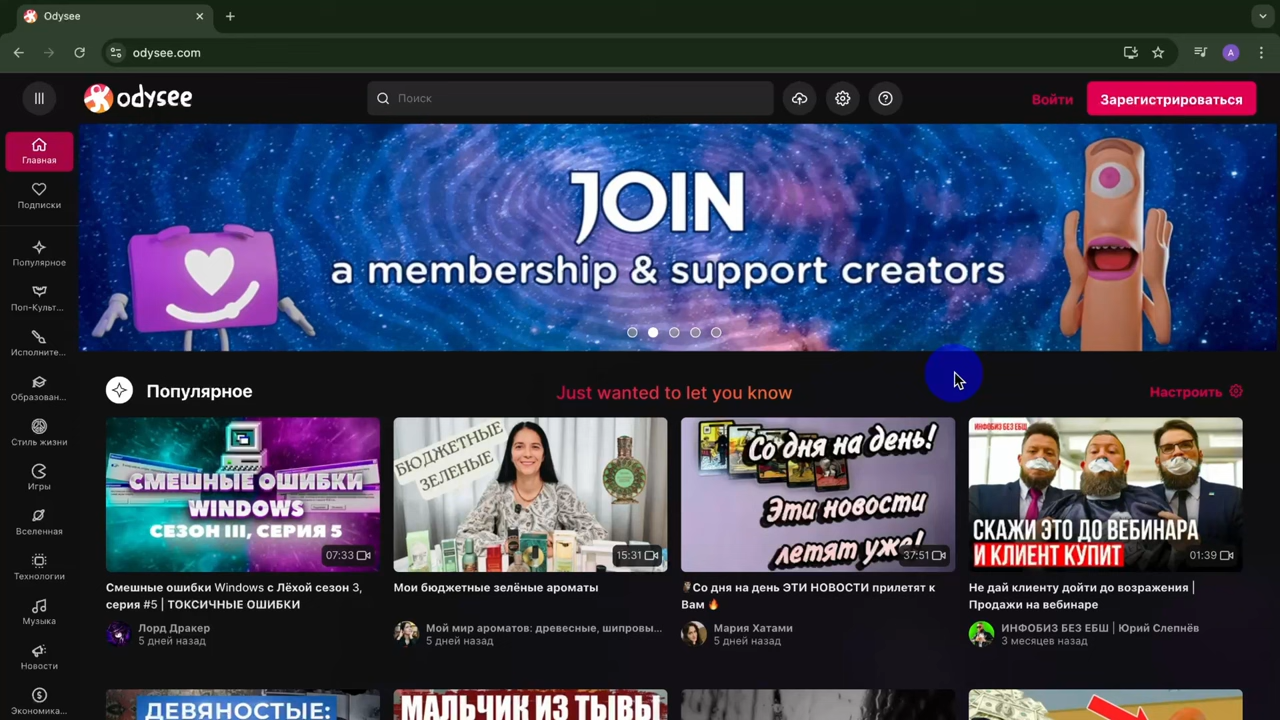 Odysee
odysee.com
A
odysee
Поиск
Войти
Зарегистрироваться
Главная
Подписки
Популярное
Поп-Культ...
Исполните...
Образован...
Стиль жизни
Игры
Вселенная
Технологии
Музыка
Новости
Экономика...
JOIN
a membership & support creators
Популярное
Just wanted to let you know
Настроить
СМЕШНЫЕ ОШИБКИ
WINDOWS
СЕЗОН III, СЕРИЯ 5
07:33
Смешные ошибки Windows с Лёхой сезон 3,
серия #5 | ТОКСИЧНЫЕ ОШИБКИ
Лорд Дракер
5 дней назад
БЮДЖЕТНЫЕ
ЗЕЛЕНЫЕ
15:31
Мои бюджетные зелёные ароматы
Мой мир ароматов: древесные, шипровы...
5 дней назад
Со дня на день!
Эти новости
летят уже!
37:51
Со дня на день ЭТИ НОВОСТИ прилетят к
Вам 🔥
Мария Хатами
5 дней назад
ИНФОБИЗ БЕЗ ЕБШ
СКАЖИ ЭТО ДО ВЕБИНАРА
И КЛИЕНТ КУПИТ
01:39
Не дай клиенту дойти до возражения |
Продажи на вебинаре
ИНФОБИЗ БЕЗ ЕБШ | Юрий Слепнёв
3 месяцев назад
ДЕВЯНОСТЫЕ:
МАЛЬЧИК ИЗ ТЫВЫ